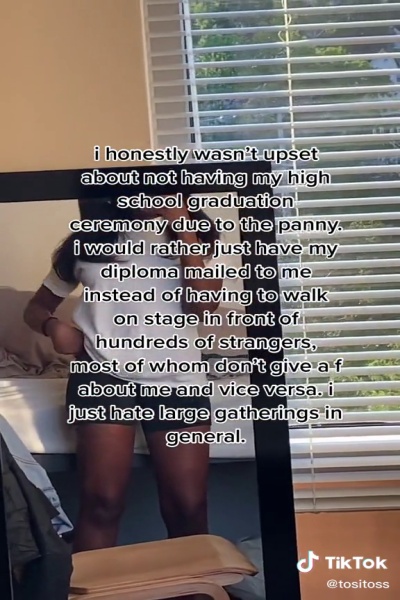 i honestly wasn't upset
about not having my high
school graduation
ceremony due to the panny.
i would rather just have my
diploma mailed to me
instead of having to walk
on stage in front of
hundreds of strangers,
most of whom don't give a f
about me and vice versa. i
just hate large gatherings in
general.
TikTok
@tositoss